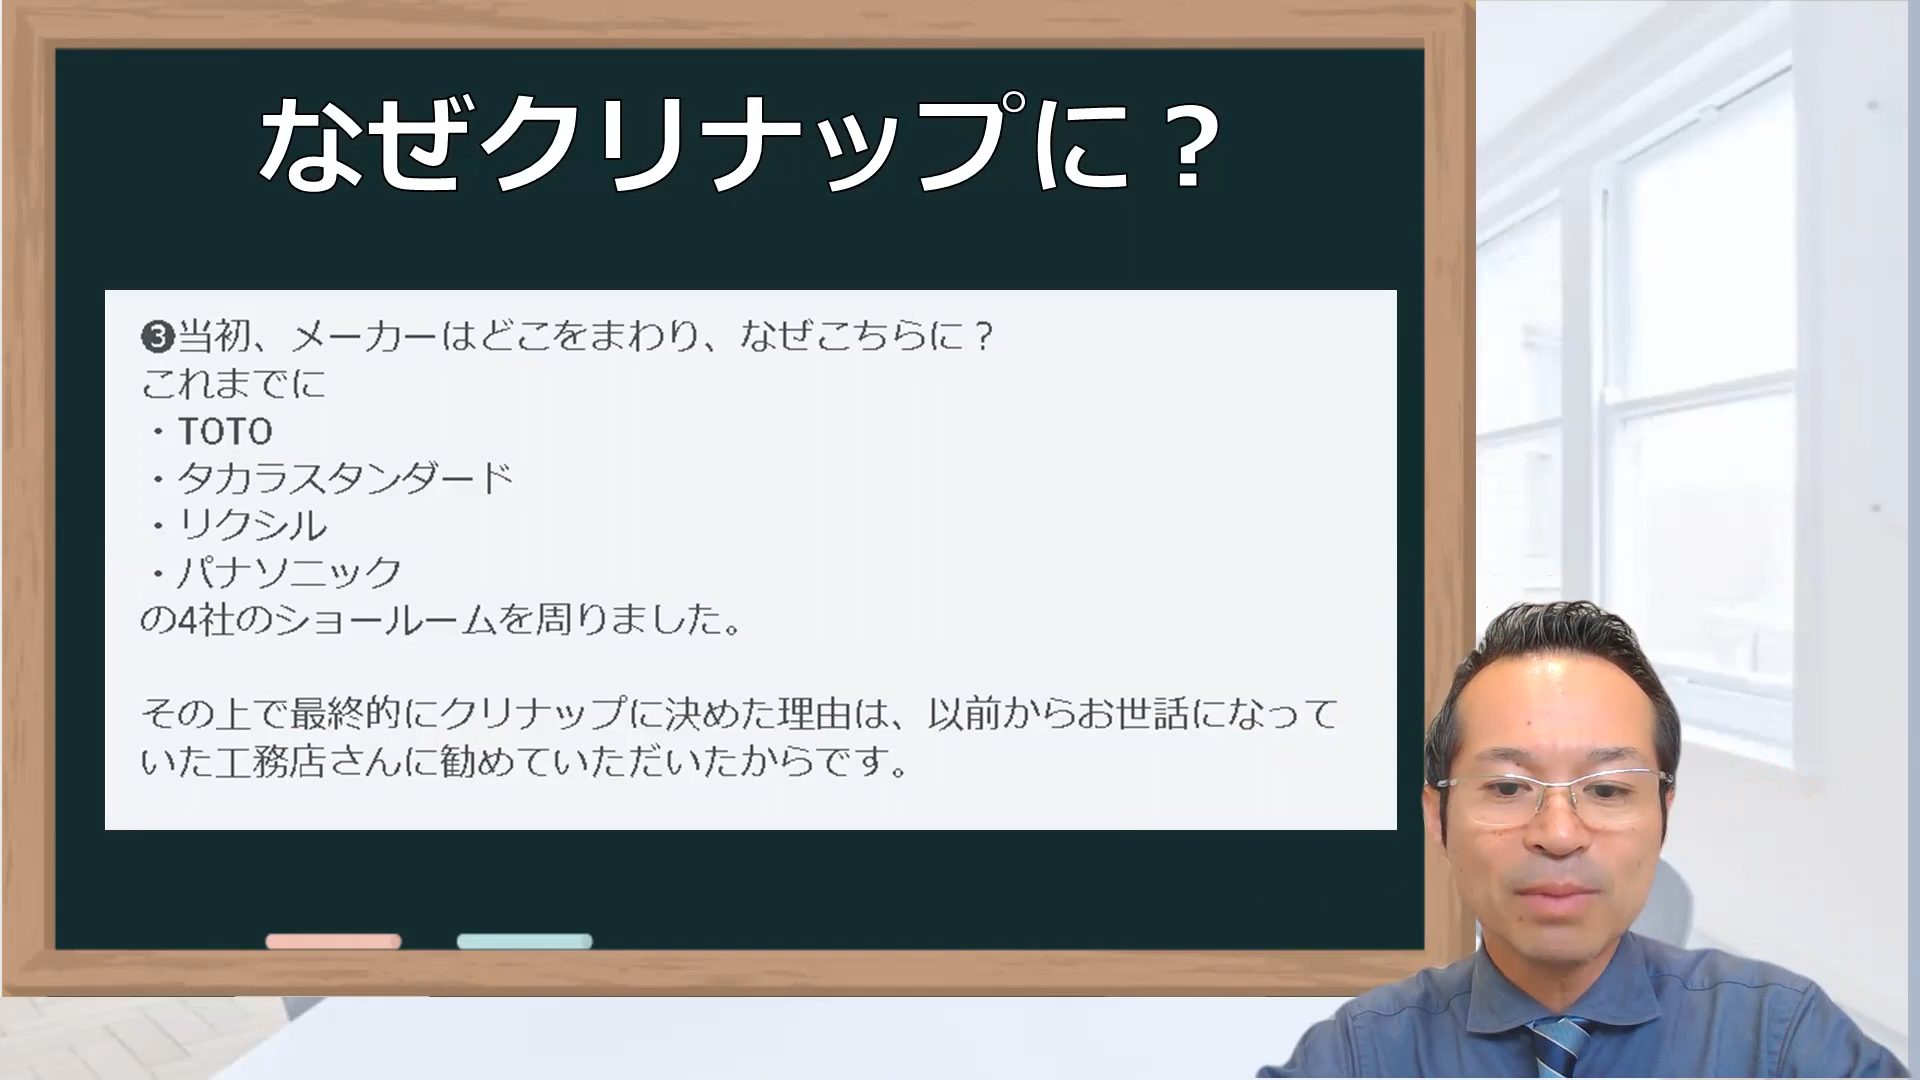 なぜクリナップに？
❸当初、メーカーはどこをまわり、なぜこちらに？
これまでに
・TOTO
・タカラスタンダード
・リクシル
・パナソニック
の4社のショールームを周りました。
その上で最終的にクリナップに決めた理由は、以前からお世話になって
いた工務店さんに勧めていただいたからです。